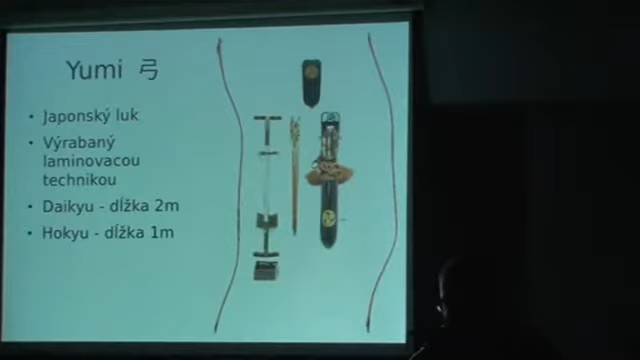 Yumi 弓
• Japonský luk
• Výrabaný
laminovacou
technikou
• Daikyu - dĺžka 2m
• Hokyu - dĺžka 1m